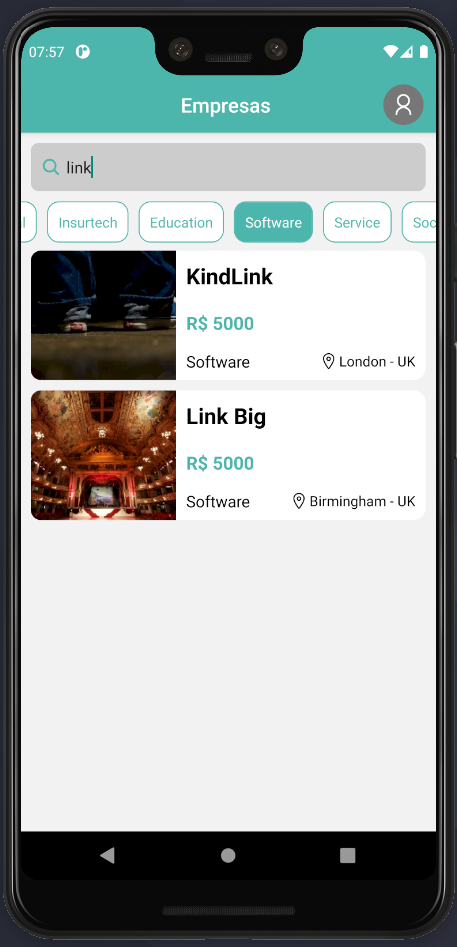 07:57
Empresas
link
l Insurtech Education Software Service Soc
KindLink
R$ 5000
Software London - UK
Link Big
R$ 5000
Software Birmingham - UK